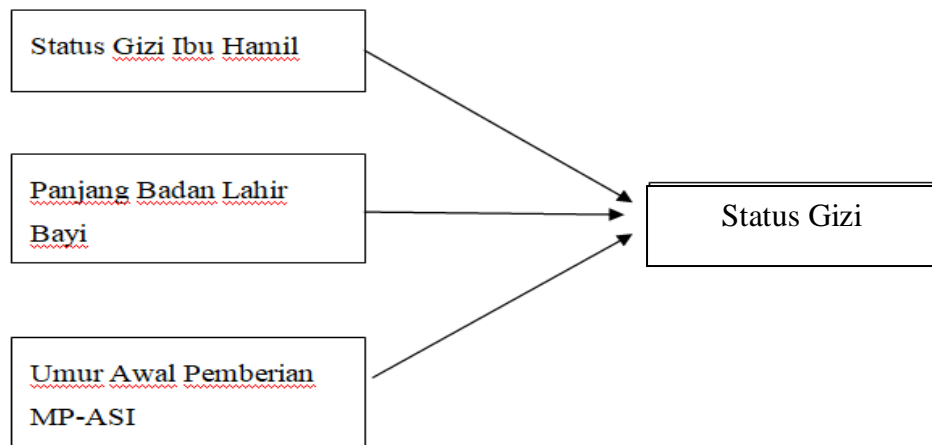 Status Gizi Ibu Hamil
Panjang Badan Lahir
Bayi
Status Gizi
Umur Awal Pemberian
MP-ASI